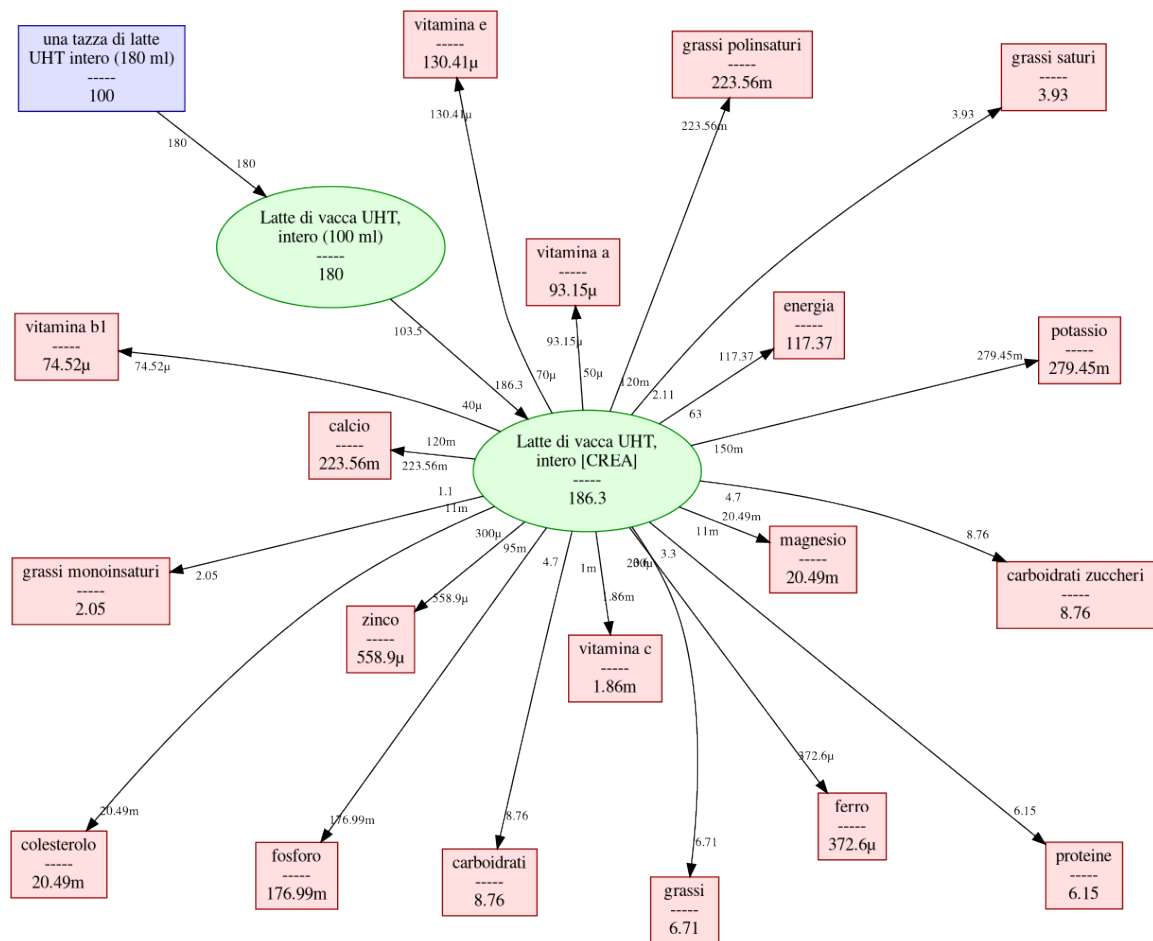 una tazza di latte
UHT intero (180 ml)
-----
100
vitamina e
-----
130.41µ
grassi polinsaturi
-----
223.56m
grassi saturi
-----
3.93
130.41µ
223.56m
3.93
180
180
Latte di vacca UHT,
intero (100 ml)
-----
180
vitamina a
-----
93.15µ
energia
-----
117.37
vitamina b1
-----
74.52µ
potassio
-----
279.45m
103.5
93.15µ
117.37
279.45m
74.52µ
186.3
70µ
50µ
120m
2.11
63
40µ
150m
calcio
-----
223.56m
120m
223.56m
Latte di vacca UHT,
intero [CREA]
-----
186.3
1.1
11m
4.7
20.49m
11m
300µ
95m
4.7
1m
200µ
3.3
8.76
magnesio
-----
20.49m
carboidrati zuccheri
-----
8.76
grassi monoinsaturi
-----
2.05
2.05
558.9µ
1.86m
zinco
-----
558.9µ
vitamina c
-----
1.86m
372.6µ
20.49m
176.99m
8.76
6.71
6.15
colesterolo
-----
20.49m
fosforo
-----
176.99m
carboidrati
-----
8.76
grassi
-----
6.71
ferro
-----
372.6µ
proteine
-----
6.15